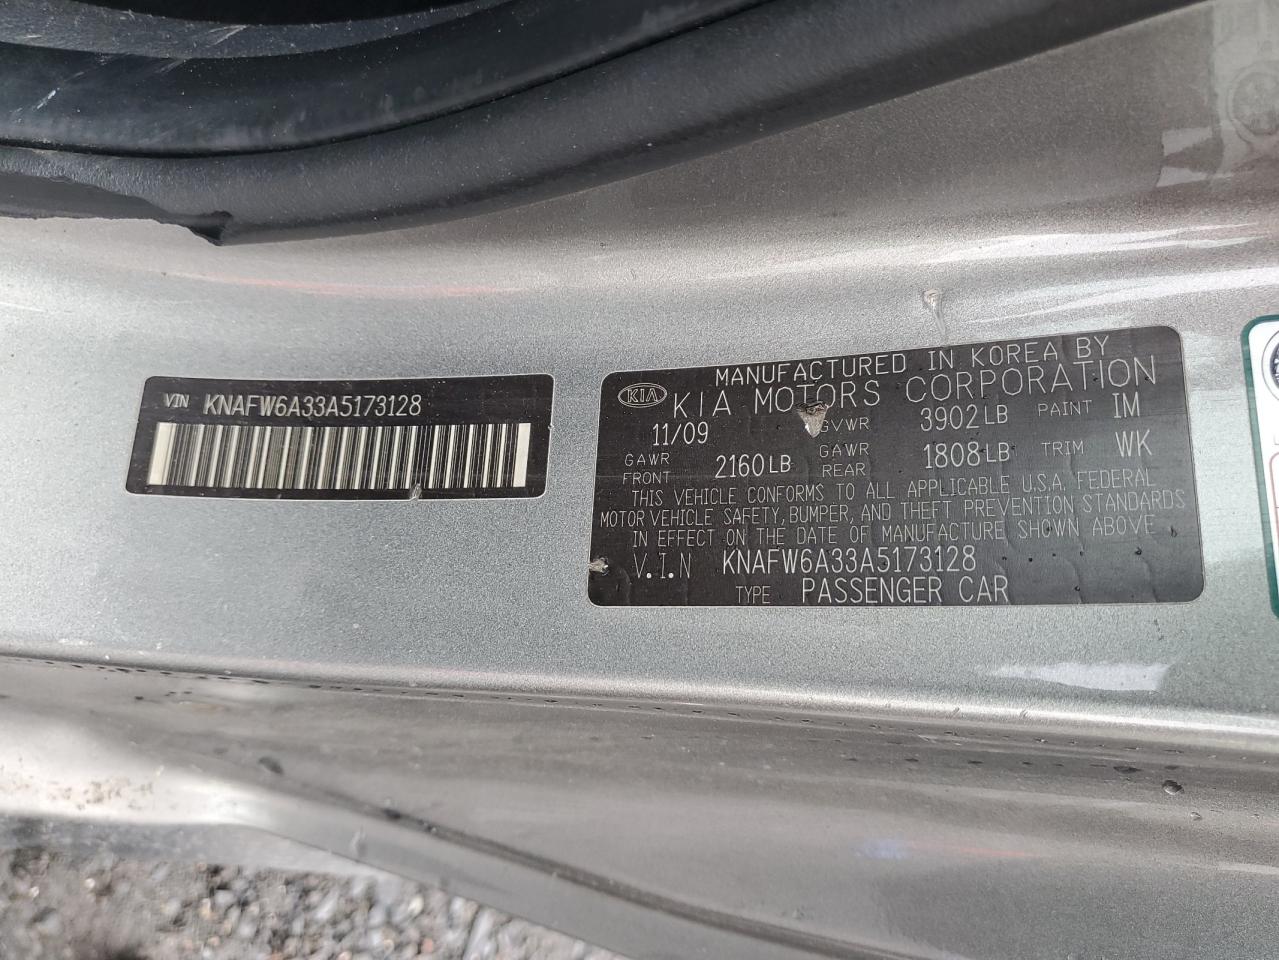 VIN KNAFW6A33A5173128
KIA
MANUFACTURED IN KOREA BY
KIA MOTORS CORPORATION
11/09 GVWR 3902LB PAINT IM
GAWR FRONT 2160LB GAWR REAR 1808LB TRIM WK
THIS VEHICLE CONFORMS TO ALL APPLICABLE U.S.A. FEDERAL
MOTOR VEHICLE SAFETY, BUMPER, AND THEFT PREVENTION STANDARDS
IN EFFECT ON THE DATE OF MANUFACTURE SHOWN ABOVE
V.I.N KNAFW6A33A5173128
TYPE PASSENGER CAR